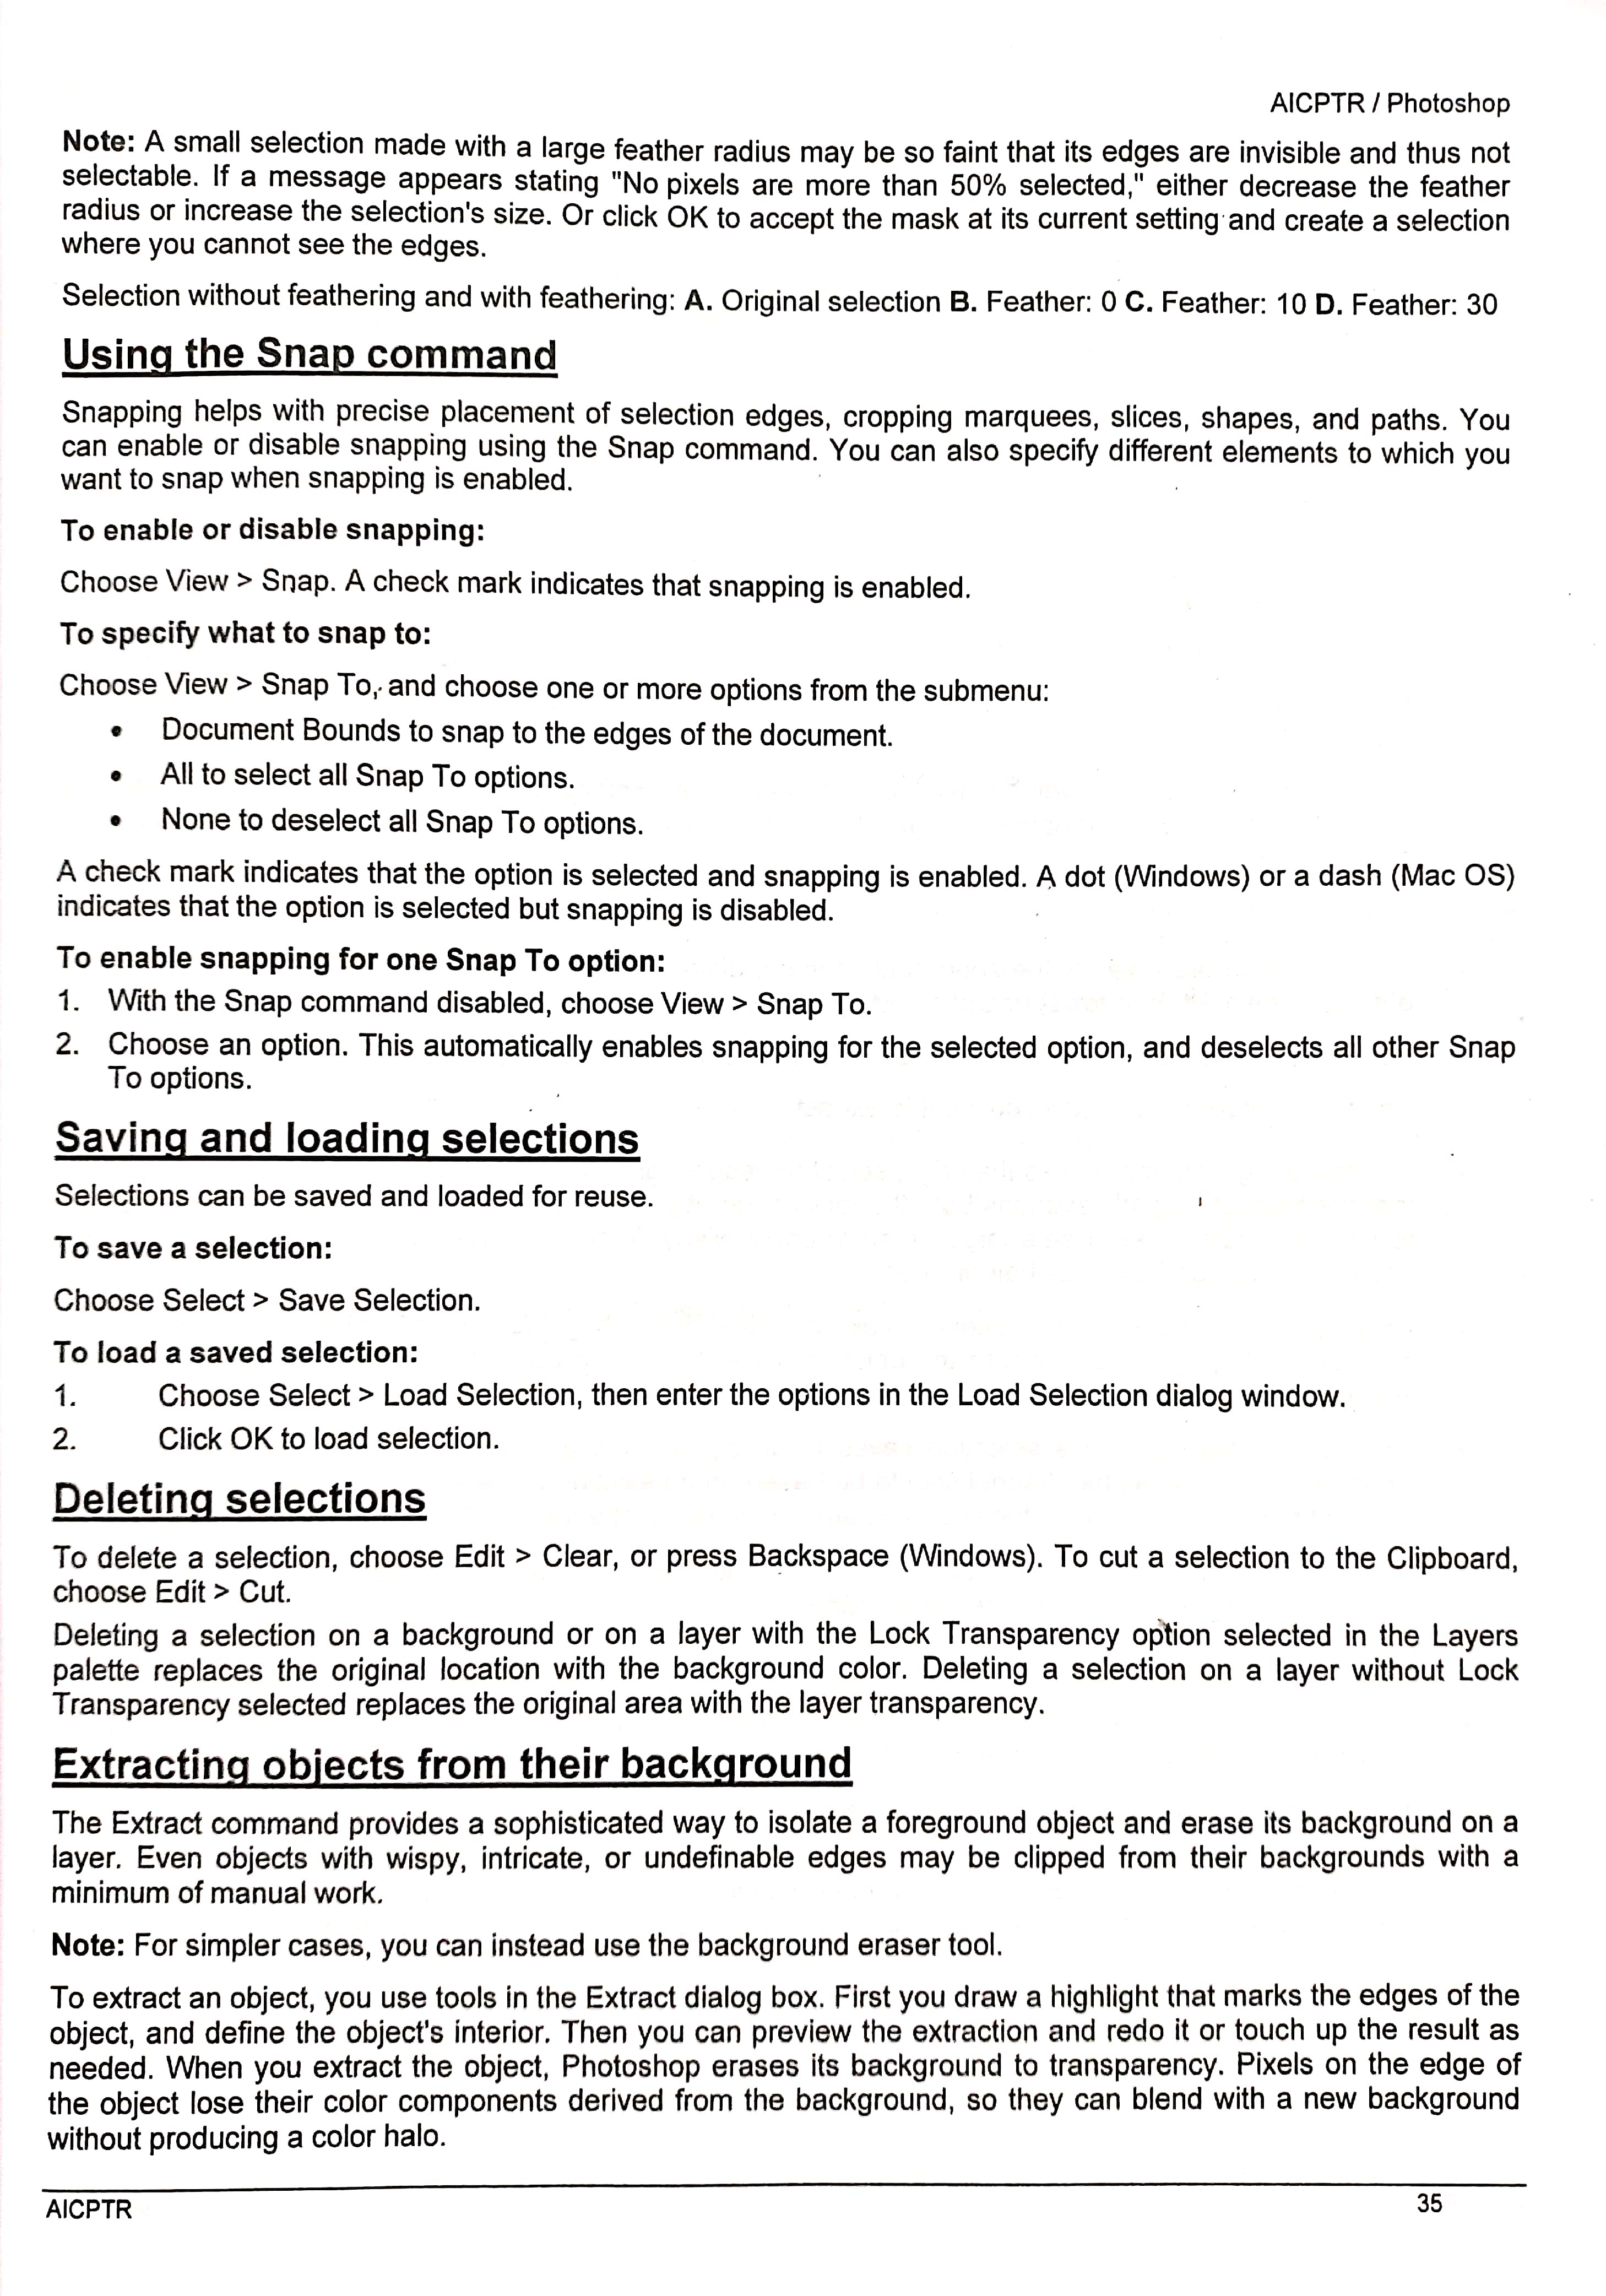 AICPTR / Photoshop
Note: A small selection made with a large feather radius may be so faint that its edges are invisible and thus not
selectable. If a message appears stating "No pixels are more than 50% selected," either decrease the feather
radius or increase the selection's size. Or click OK to accept the mask at its current setting and create a selection
where you cannot see the edges.
Selection without feathering and with feathering: A. Original selection B. Feather: 0 C. Feather: 10 D. Feather: 30
Using the Snap command
Snapping helps with precise placement of selection edges, cropping marquees, slices, shapes, and paths. You
can enable or disable snapping using the Snap command. You can also specify different elements to which you
want to snap when snapping is enabled.
To enable or disable snapping:
Choose View > Snap. A check mark indicates that snapping is enabled.
To specify what to snap to:
Choose View > Snap To, and choose one or more options from the submenu:
• Document Bounds to snap to the edges of the document.
• All to select all Snap To options.
• None to deselect all Snap To options.
A check mark indicates that the option is selected and snapping is enabled. A dot (Windows) or a dash (Mac OS)
indicates that the option is selected but snapping is disabled.
To enable snapping for one Snap To option:
1. With the Snap command disabled, choose View > Snap To.
2. Choose an option. This automatically enables snapping for the selected option, and deselects all other Snap
To options.
Saving and loading selections
Selections can be saved and loaded for reuse.
To save a selection:
Choose Select > Save Selection.
To load a saved selection:
1. Choose Select > Load Selection, then enter the options in the Load Selection dialog window.
2. Click OK to load selection.
Deleting selections
To delete a selection, choose Edit > Clear, or press Backspace (Windows). To cut a selection to the Clipboard,
choose Edit > Cut.
Deleting a selection on a background or on a layer with the Lock Transparency option selected in the Layers
palette replaces the original location with the background color. Deleting a selection on a layer without Lock
Transparency selected replaces the original area with the layer transparency.
Extracting objects from their background
The Extract command provides a sophisticated way to isolate a foreground object and erase its background on a
layer. Even objects with wispy, intricate, or undefinable edges may be clipped from their backgrounds with a
minimum of manual work.
Note: For simpler cases, you can instead use the background eraser tool.
To extract an object, you use tools in the Extract dialog box. First you draw a highlight that marks the edges of the
object, and define the object's interior. Then you can preview the extraction and redo it or touch up the result as
needed. When you extract the object, Photoshop erases its background to transparency. Pixels on the edge of
the object lose their color components derived from the background, so they can blend with a new background
without producing a color halo.
AICPTR 35